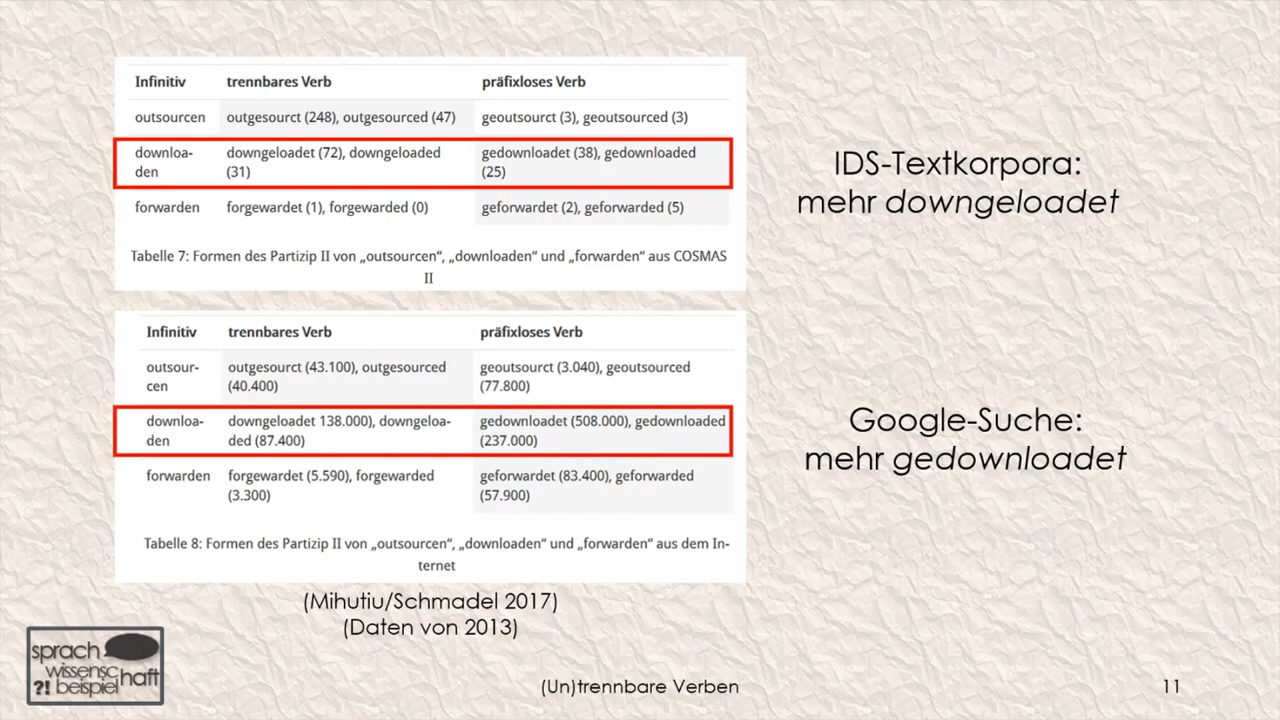 Infinitiv trennbares Verb präfixloses Verb
outsourcen outgesourct (248), outgesourced (47) geoutsourct (3), geoutsourced (3)
downloa- downgeloadet (72), downgeloaded gedownloadet (38), gedownloaded
den (31) (25)
forwarden forgewardet (1), forgewarded (0) geforwardet (2), geforwarded (5)
Tabelle 7: Formen des Partizip II von „outsourcen“, „downloaden“ und „forwarden“ aus COSMAS
II
IDS-Textkorpora:
mehr downgeloadet
Infinitiv trennbares Verb präfixloses Verb
outsour- outgesourct (43.100), outgesourced geoutsourct (3.040), geoutsourced
cen (40.400) (77.800)
downloa- downgeloadet 138.000), downgeloa- gedownloadet (508.000), gedownloaded
den ded (87.400) (237.000)
forwarden forgewardet (5.590), forgewarded geforwardet (83.400), geforwarded
(3.300) (57.900)
Tabelle 8: Formen des Partizip II von „outsourcen“, „downloaden“ und „forwarden“ aus dem In-
ternet
Google-Suche:
mehr gedownloadet
(Mihutiu/Schmadel 2017)
(Daten von 2013)
sprach
wissensc
haft
?! beispiel
(Un)trennbare Verben
11